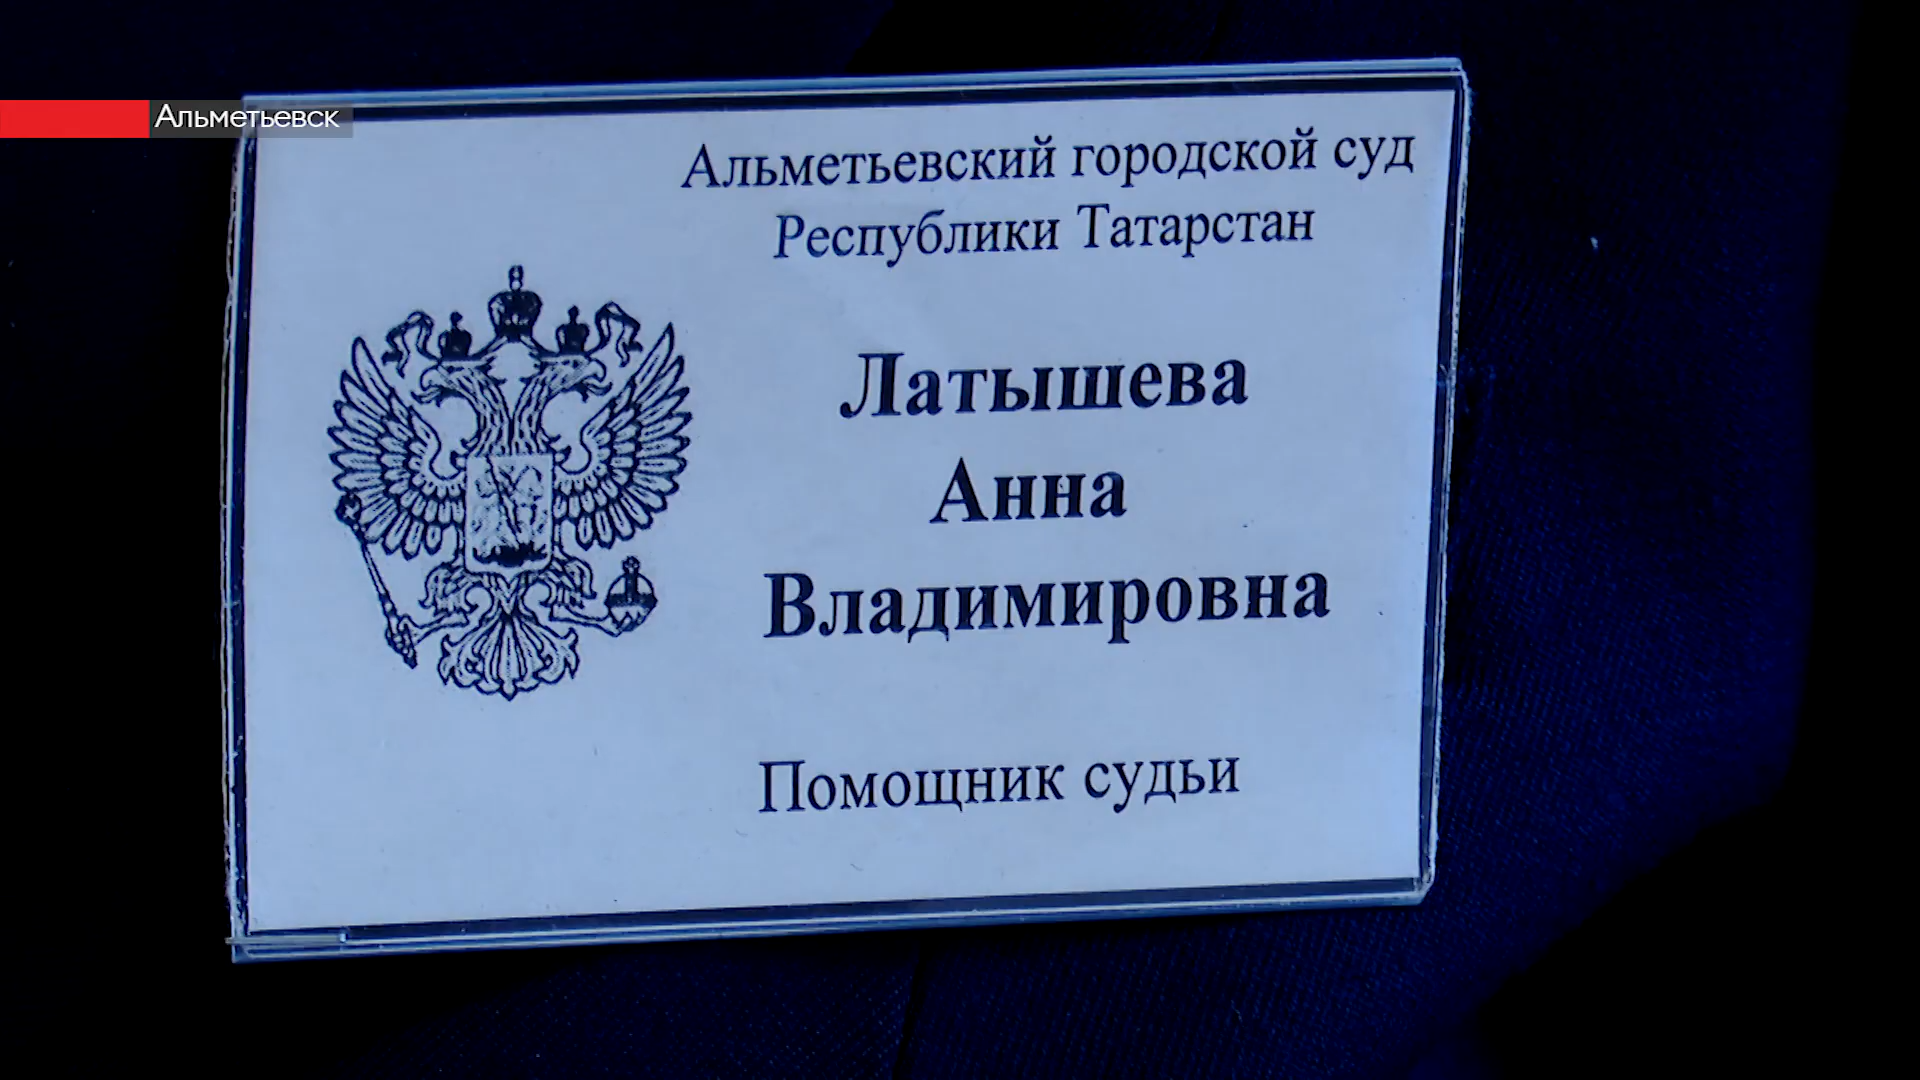 Альметьевск
Альметьевский городской суд
Республики Татарстан
Латышева
Анна
Владимировна
Помощник судьи